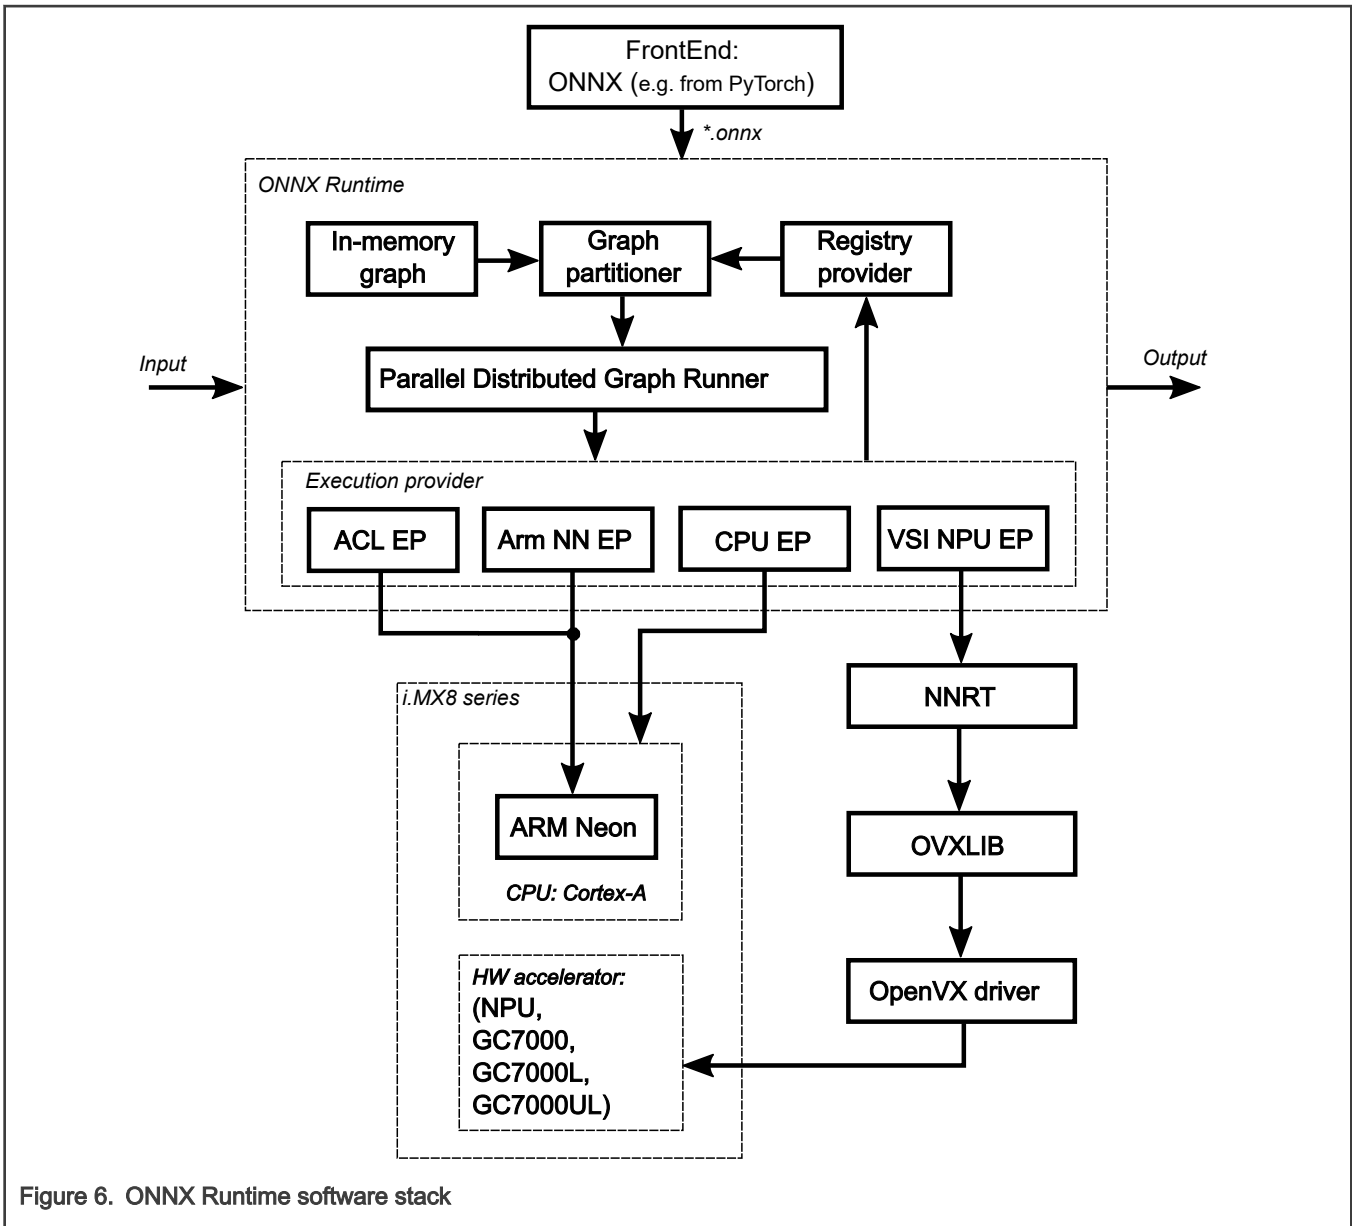 FrontEnd:
ONNX (e.g. from PyTorch)
*.onnx
ONNX Runtime
In-memory
graph
Graph
partitioner
Registry
provider
Input
Parallel Distributed Graph Runner
Output
Execution provider
ACL EP
Arm NN EP
CPU EP
VSI NPU EP
i.MX8 series
NNRT
ARM Neon
CPU: Cortex-A
OVXLIB
HW accelerator:
(NPU,
GC7000,
GC7000L,
GC7000UL)
OpenVX driver
Figure 6. ONNX Runtime software stack